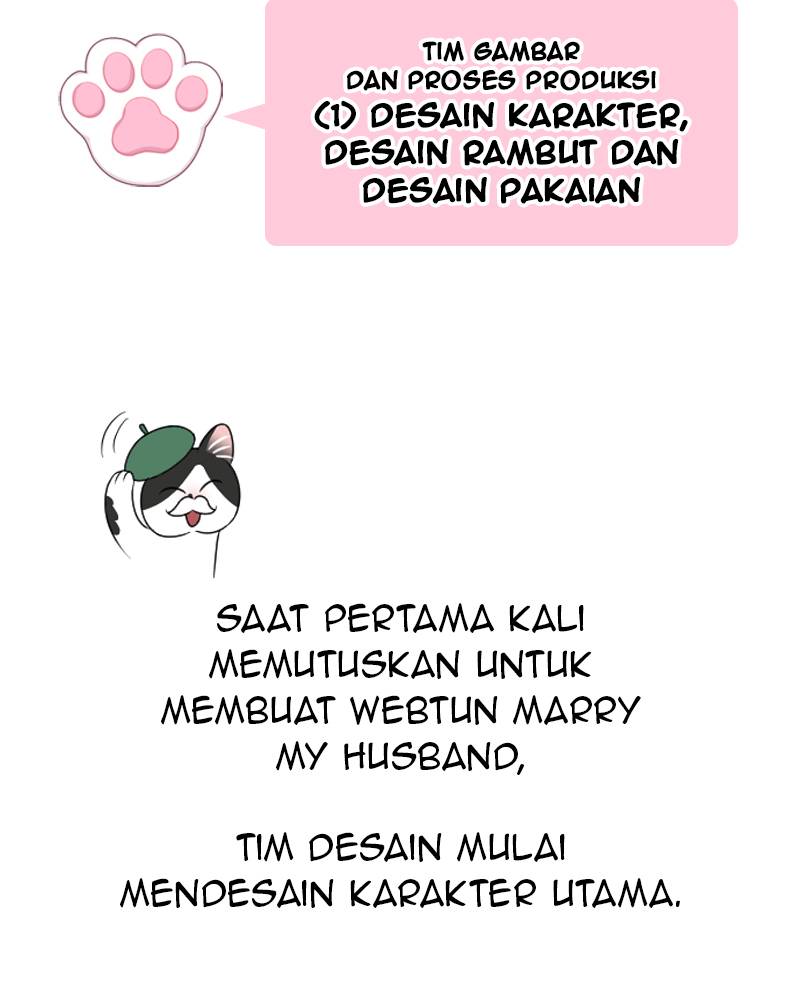 TIM GAMBAR
DAN PROSES PRODUKSI
(1) DESAIN KARAKTER,
DESAIN RAMBUT DAN
DESAIN PAKAIAN
SAAT PERTAMA KALI
MEMUTUSKAN UNTUK
MEMBUAT WEBTUN MARRY
MY HUSBAND,
TIM DESAIN MULAI
MENDESAIN KARAKTER UTAMA.